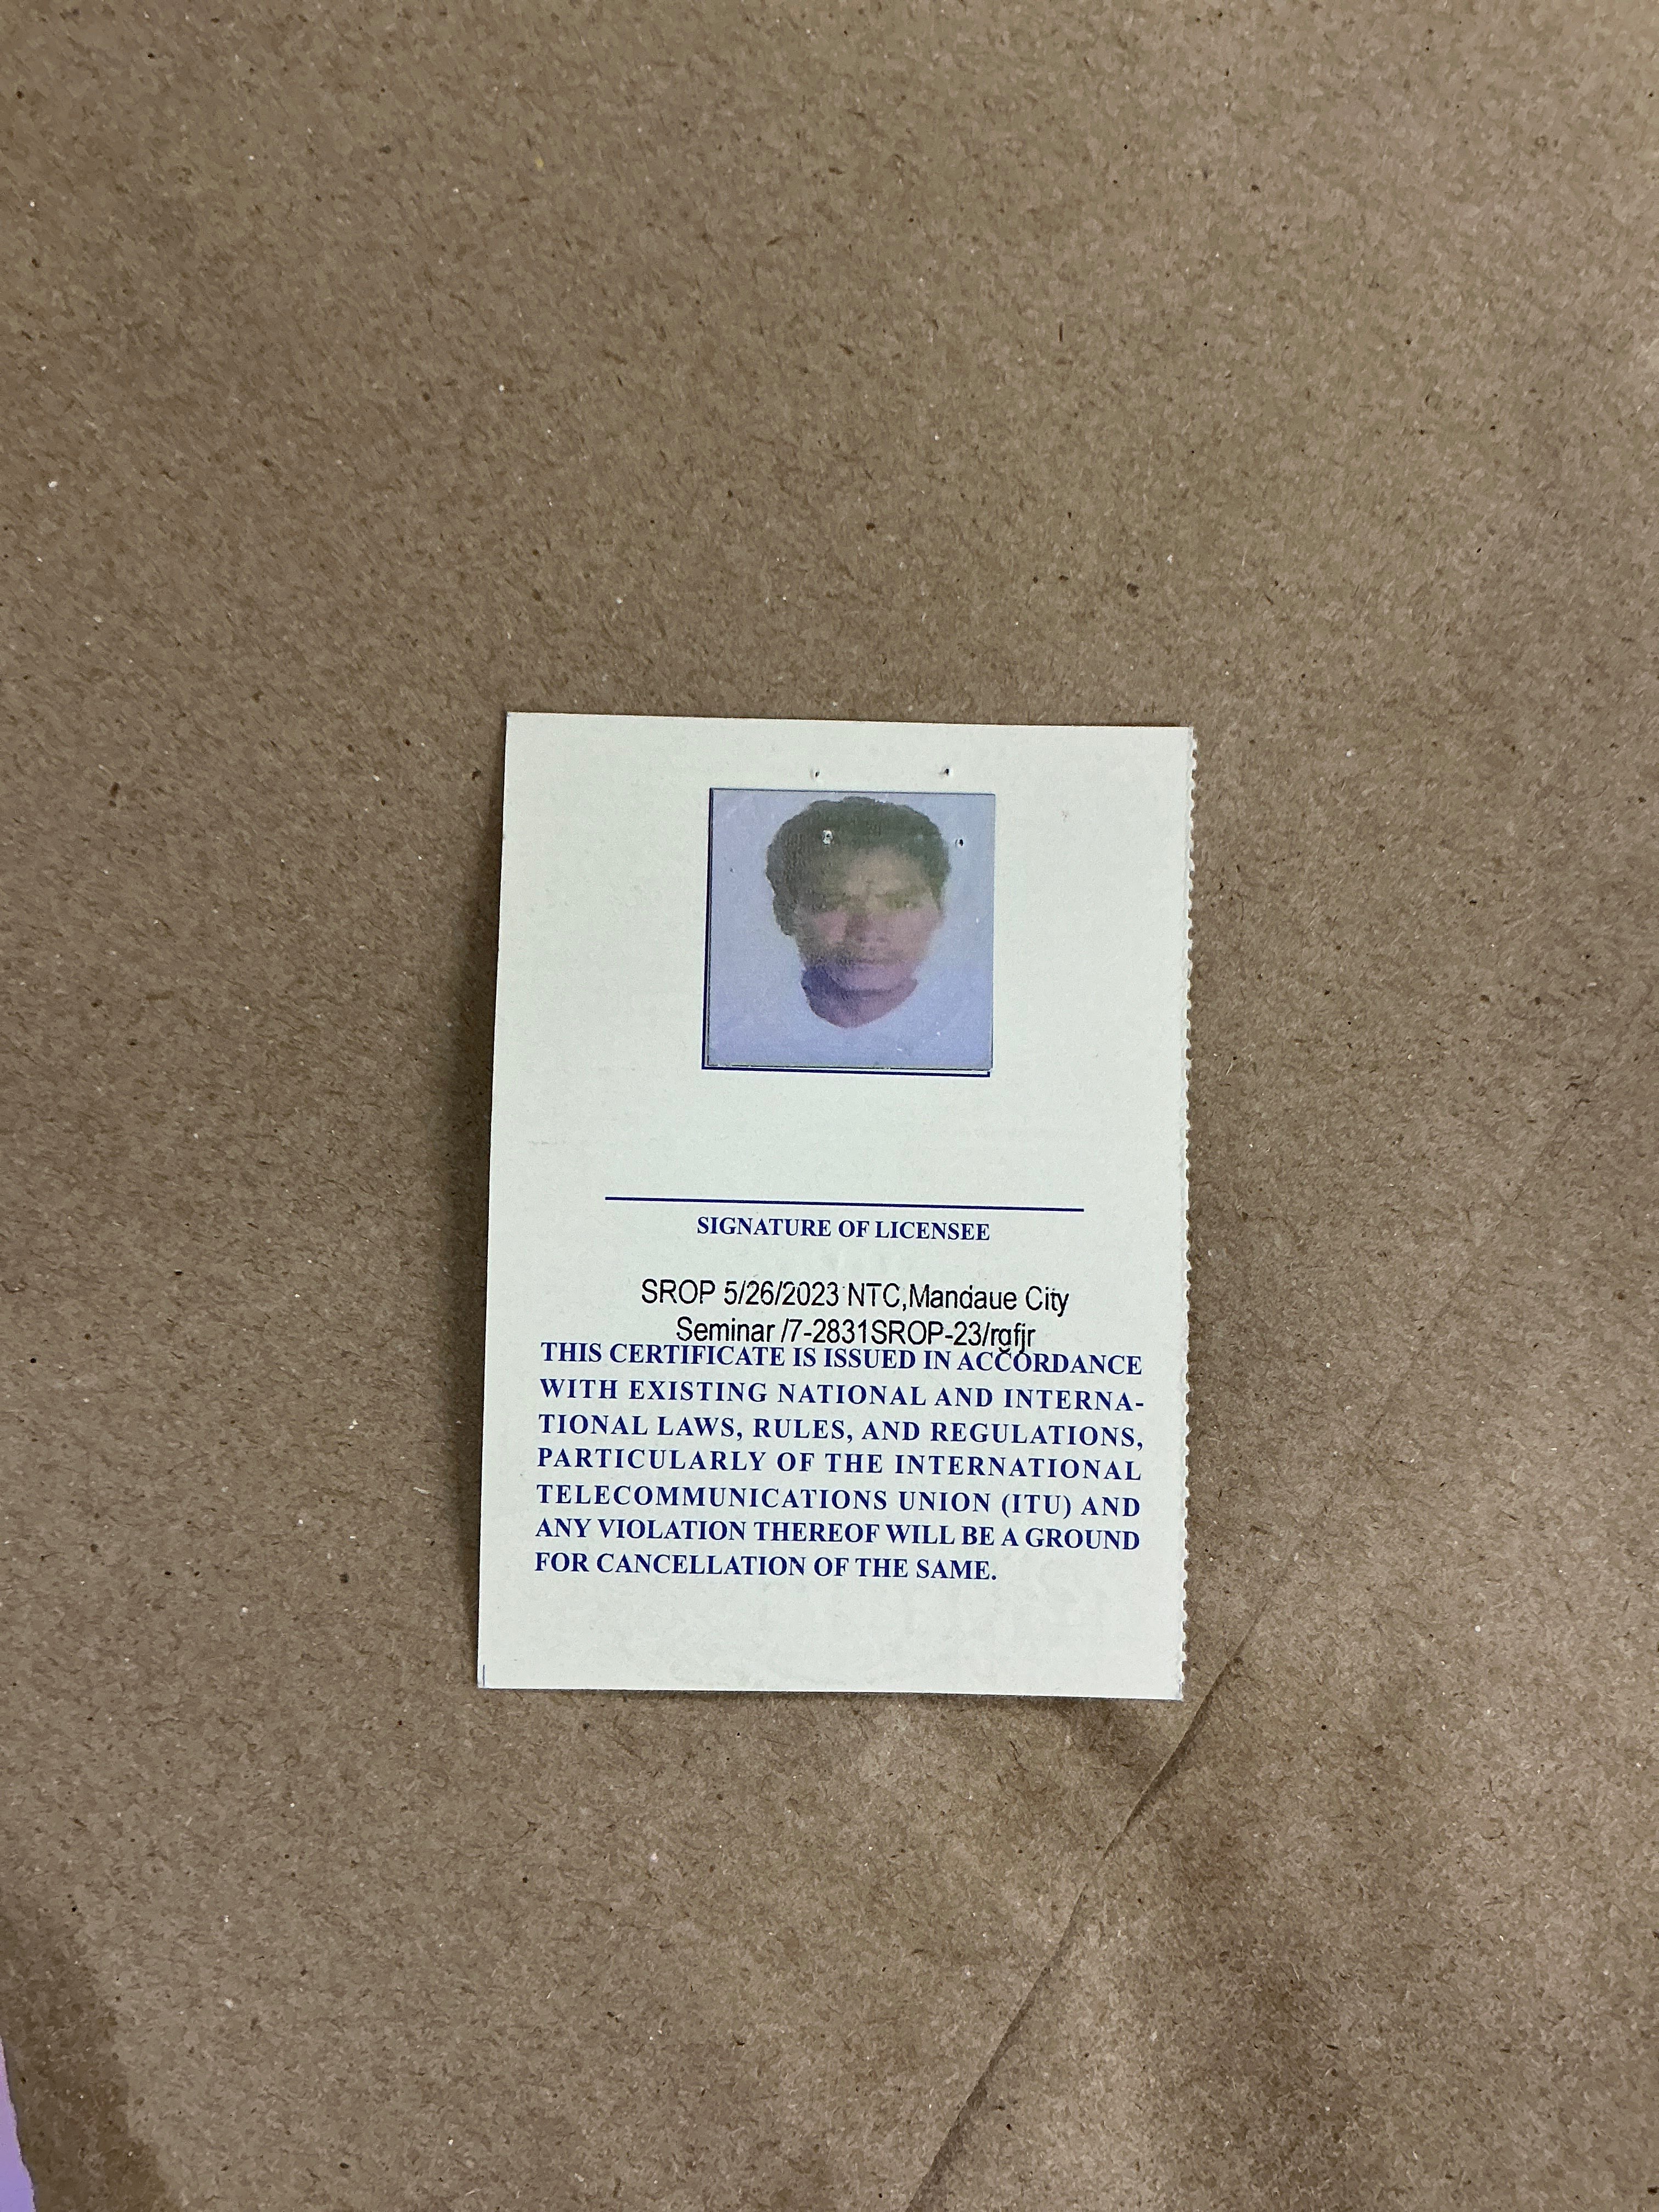 SIGNATURE OF LICENSEE
SROP 5/26/2023 NTC,Mandaue City
Seminar /7-2831SROP-23/rgfjr
THIS CERTIFICATE IS ISSUED IN ACCORDANCE
WITH EXISTING NATIONAL AND INTERNA-
TIONAL LAWS, RULES, AND REGULATIONS,
PARTICULARLY OF THE INTERNATIONAL
TELECOMMUNICATIONS UNION (ITU) AND
ANY VIOLATION THEREOF WILL BE A GROUND
FOR CANCELLATION OF THE SAME.